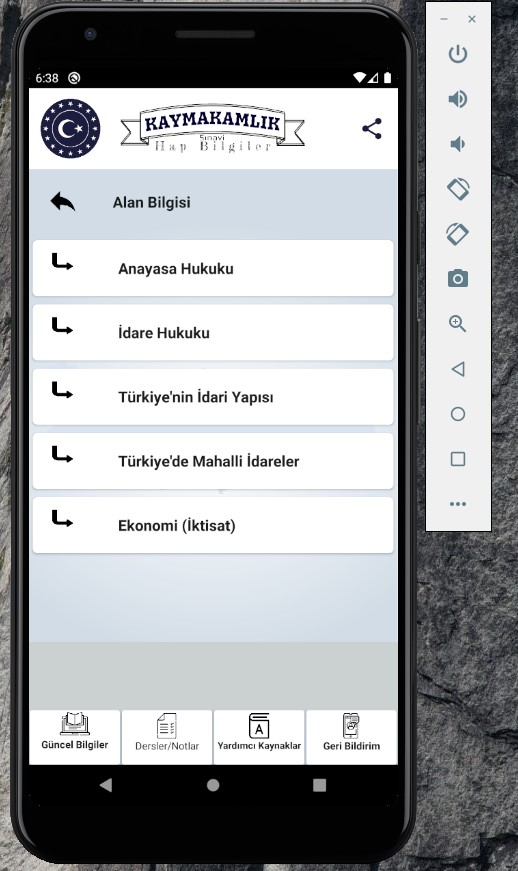 6:38
KAYMAKAMLIK
Sınavı
Hap Bilgiler
Alan Bilgisi
Anayasa Hukuku
İdare Hukuku
Türkiye'nin İdari Yapısı
Türkiye'de Mahalli İdareler
Ekonomi (İktisat)
Güncel Bilgiler
Dersler/Notlar
A
Yardımcı Kaynaklar
Geri Bildirim